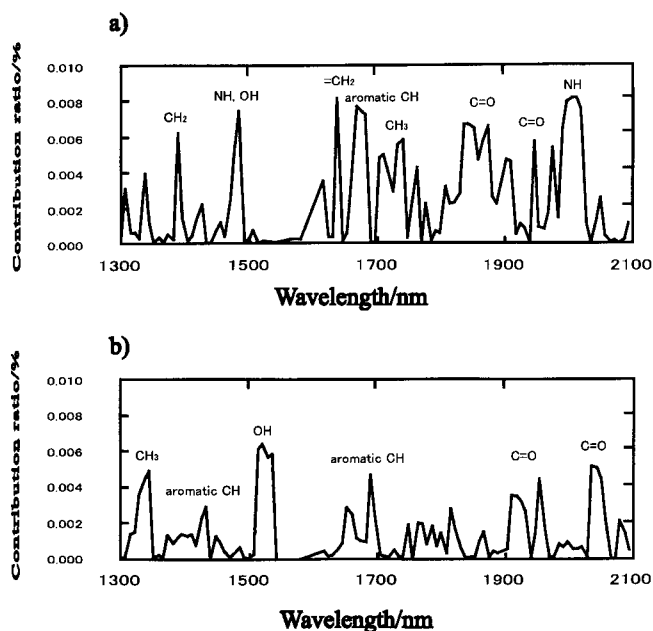 a)
Contribution ratio/%
0.010
0.008
0.006
0.004
0.002
0.000
CH₂
NH, OH
=CH₂
aromatic CH
CH₃
C=O
C=O
NH
1300 1500 1700 1900 2100
Wavelength/nm
b)
Contribution ratio/%
0.010
0.008
0.006
0.004
0.002
0.000
CH₃
aromatic CH
OH
aromatic CH
C=O
C=O
1300 1500 1700 1900 2100
Wavelength/nm